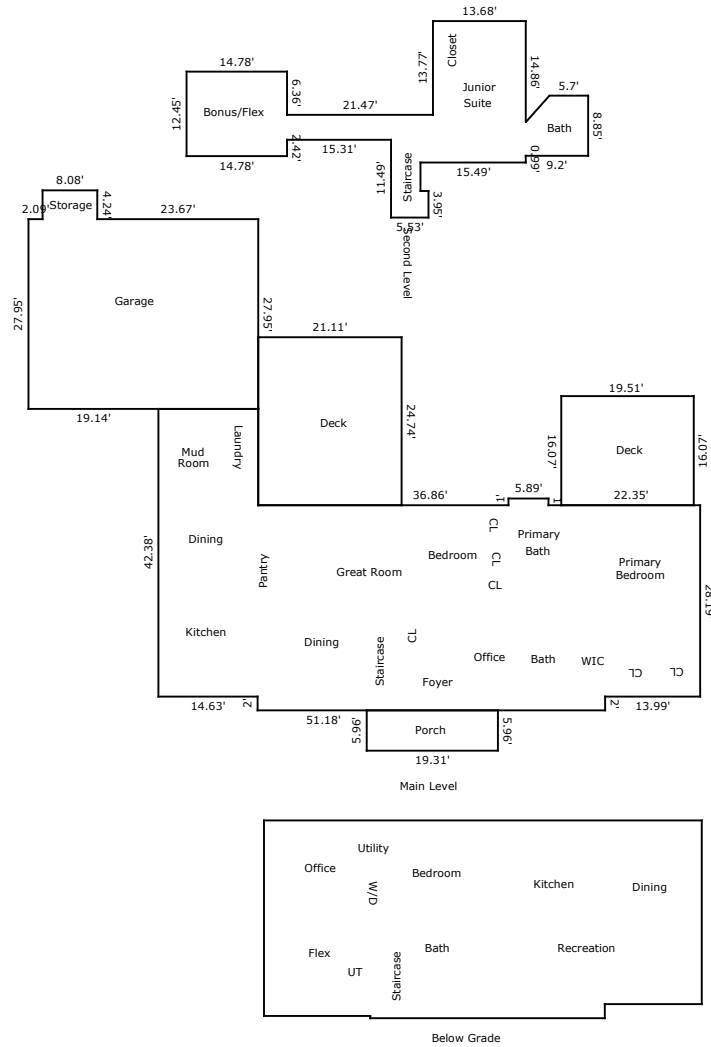 13.68'
13.77'
Closet
Junior
Suite
14.86'
5.7'
Bath
8.85'
14.78'
6.36'
12.45'
Bonus/Flex
21.47'
2.42'
15.31'
14.78'
11.49'
Staircase
15.49'
0.99'
9.2'
3.95'
5.53'
Second Level
8.08'
2.09'
Storage
4.24'
23.67'
27.95'
Garage
27.95'
19.14'
21.11'
Deck
24.74'
19.51'
16.07'
Deck
16.07'
Mud
Room
Laundry
36.86'
1'
5.89'
1'
22.35'
42.38'
Dining
Pantry
Great Room
Bedroom
CL
CL
CL
Primary
Bath
Primary
Bedroom
28.19'
Kitchen
Dining
Staircase
CL
Foyer
Office
Bath
WIC
CL
CL
14.63'
2'
51.18'
2'
13.99'
5.96'
Porch
5.96'
19.31'
Main Level
Utility
Office
W/D
Bedroom
Kitchen
Dining
Flex
UT
Staircase
Bath
Recreation
Below Grade